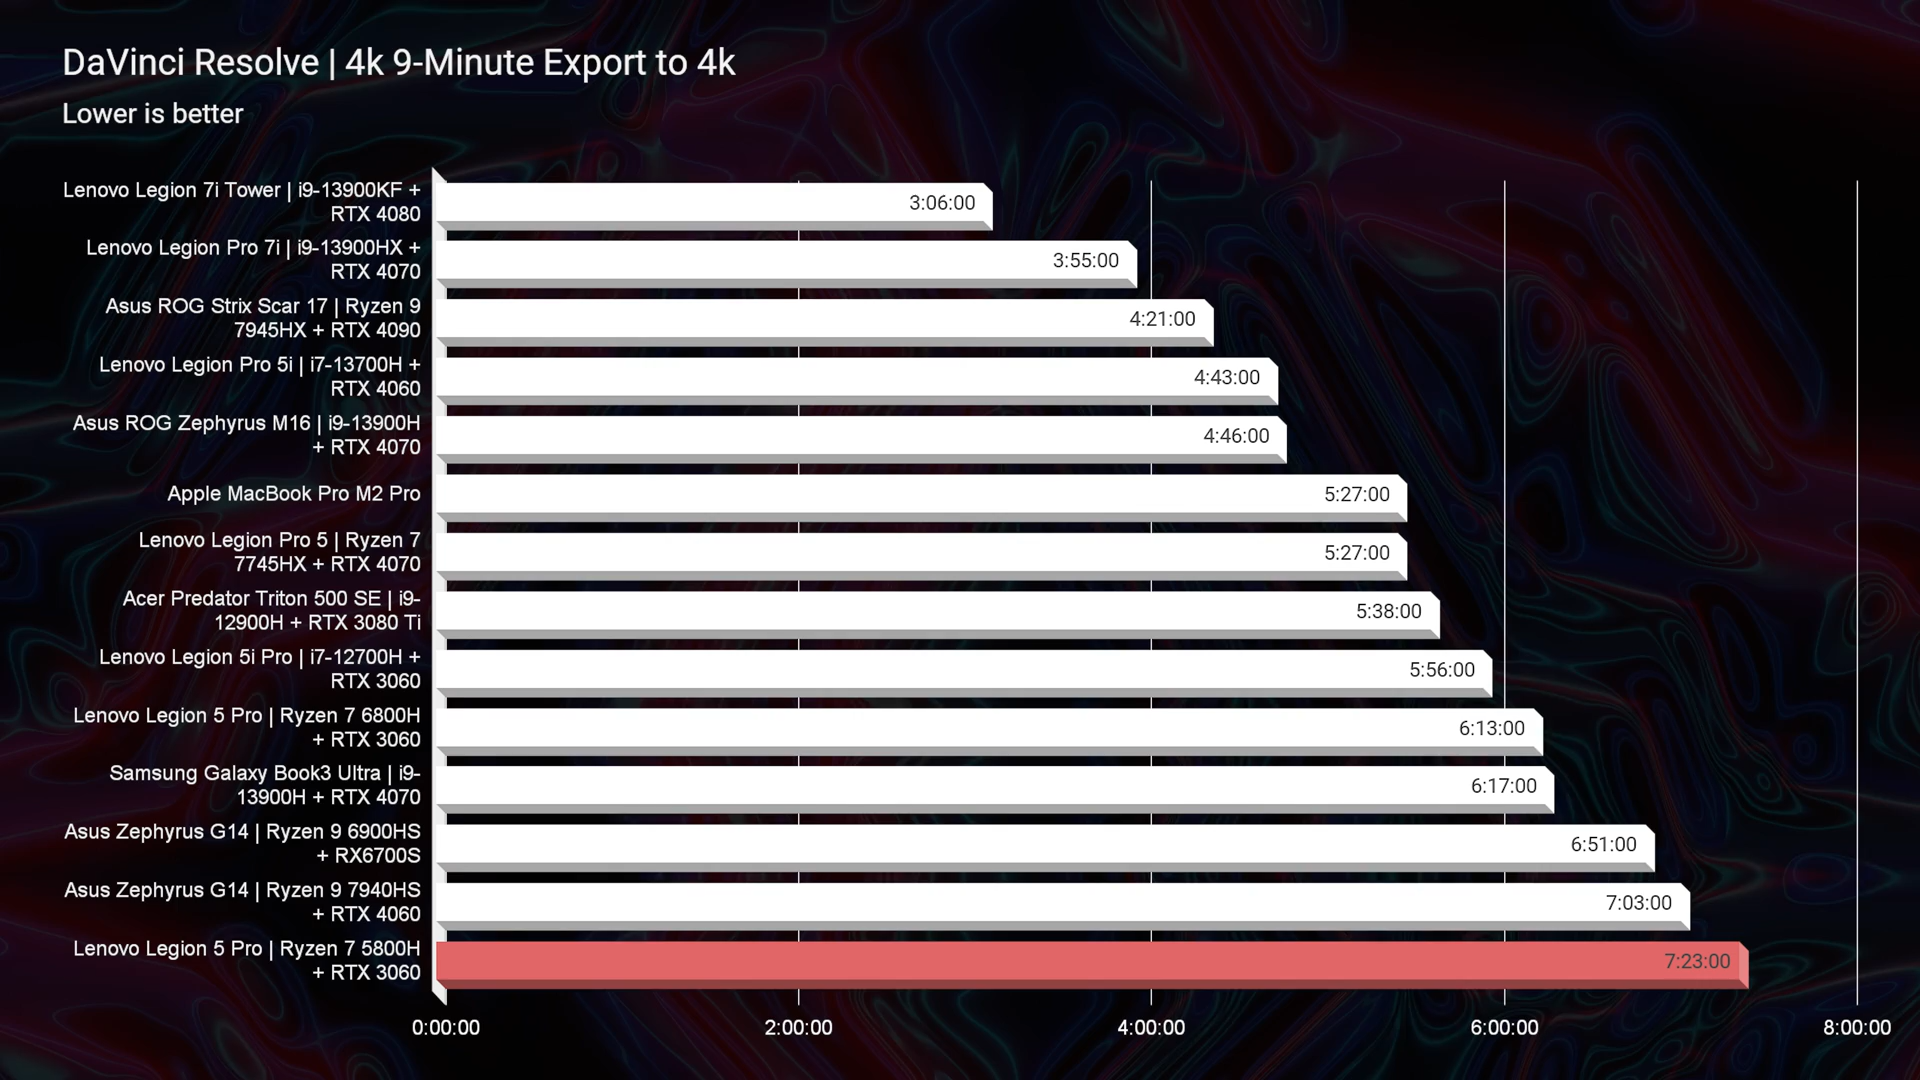 DaVinci Resolve | 4k 9-Minute Export to 4k
Lower is better
Lenovo Legion 7i Tower | i9-13900KF +
RTX 4080
3:06:00
Lenovo Legion Pro 7i | i9-13900HX +
RTX 4070
3:55:00
Asus ROG Strix Scar 17 | Ryzen 9
7945HX + RTX 4090
4:21:00
Lenovo Legion Pro 5i | i7-13700H +
RTX 4060
4:43:00
Asus ROG Zephyrus M16 | i9-13900H
+ RTX 4070
4:46:00
Apple MacBook Pro M2 Pro
5:27:00
Lenovo Legion Pro 5 | Ryzen 7
7745HX + RTX 4070
5:27:00
Acer Predator Triton 500 SE | i9-
12900H + RTX 3080 Ti
5:38:00
Lenovo Legion 5i Pro | i7-12700H +
RTX 3060
5:56:00
Lenovo Legion 5 Pro | Ryzen 7 6800H
+ RTX 3060
6:13:00
Samsung Galaxy Book3 Ultra | i9-
13900H + RTX 4070
6:17:00
Asus Zephyrus G14 | Ryzen 9 6900HS
+ RX6700S
6:51:00
Asus Zephyrus G14 | Ryzen 9 7940HS
+ RTX 4060
7:03:00
Lenovo Legion 5 Pro | Ryzen 7 5800H
+ RTX 3060
7:23:00
0:00:00
2:00:00
4:00:00
6:00:00
8:00:00